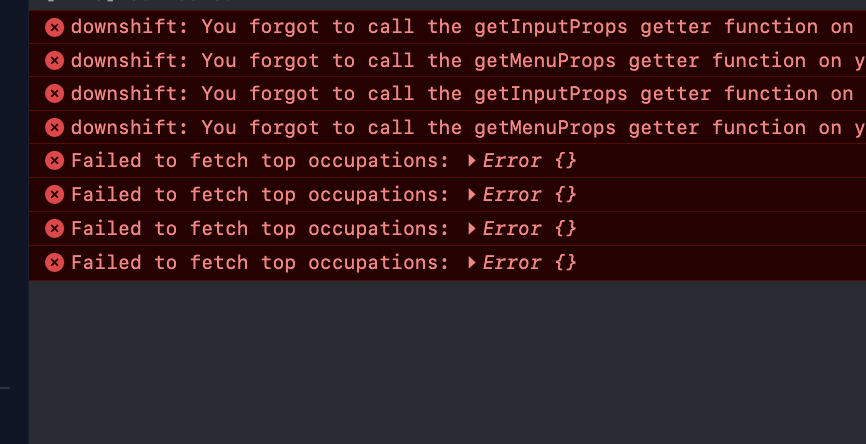 downshift: You forgot to call the getInputProps getter function on
downshift: You forgot to call the getMenuProps getter function on
downshift: You forgot to call the getInputProps getter function on
downshift: You forgot to call the getMenuProps getter function on
Failed to fetch top occupations: Error {}
Failed to fetch top occupations: Error {}
Failed to fetch top occupations: Error {}
Failed to fetch top occupations: Error {}